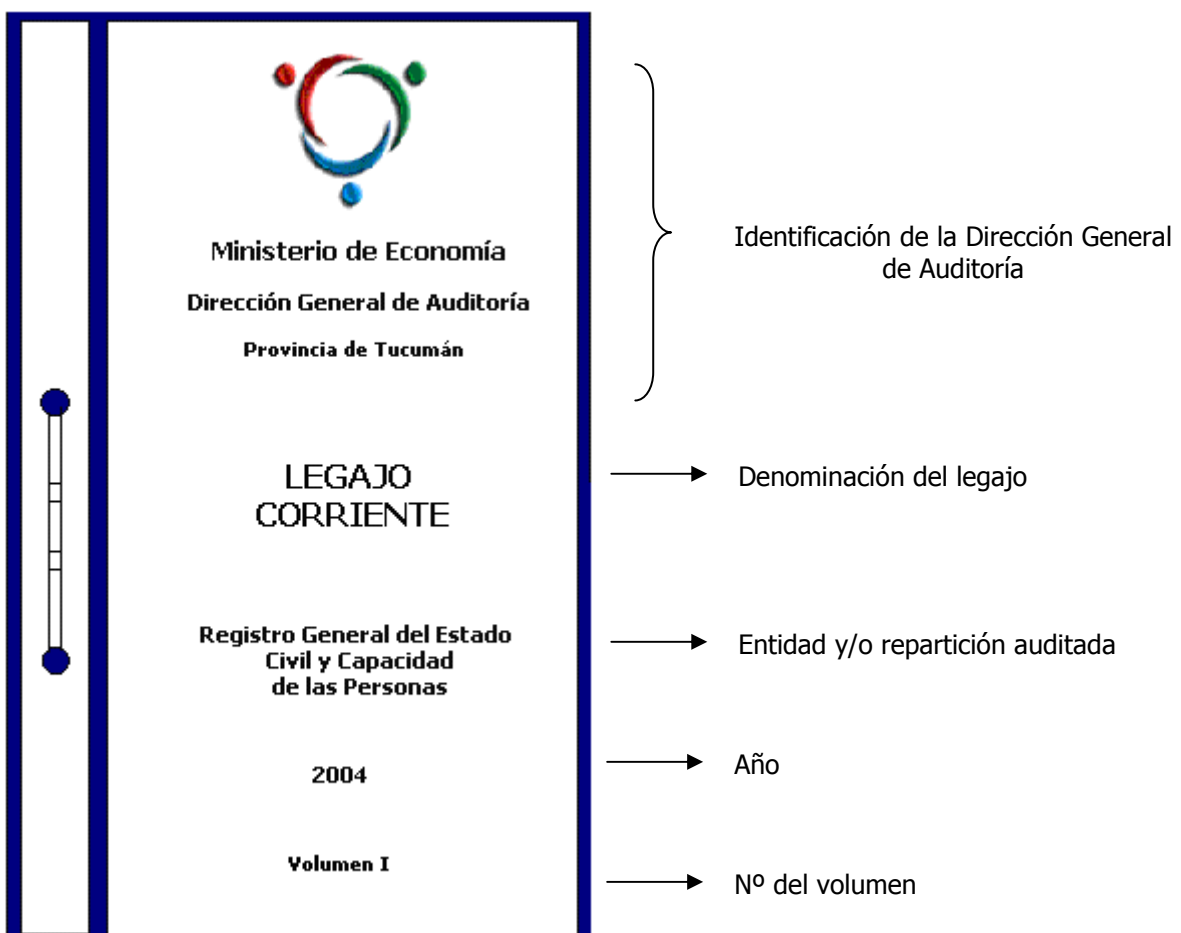 Ministerio de Economía
Dirección General de Auditoría
Provincia de Tucumán
Identificación de la Dirección General
de Auditoría
LEGAJO
CORRIENTE
Denominación del legajo
Registro General del Estado
Civil y Capacidad
de las Personas
Entidad y/o repartición auditada
2004
Año
Volumen I
Nº del volumen